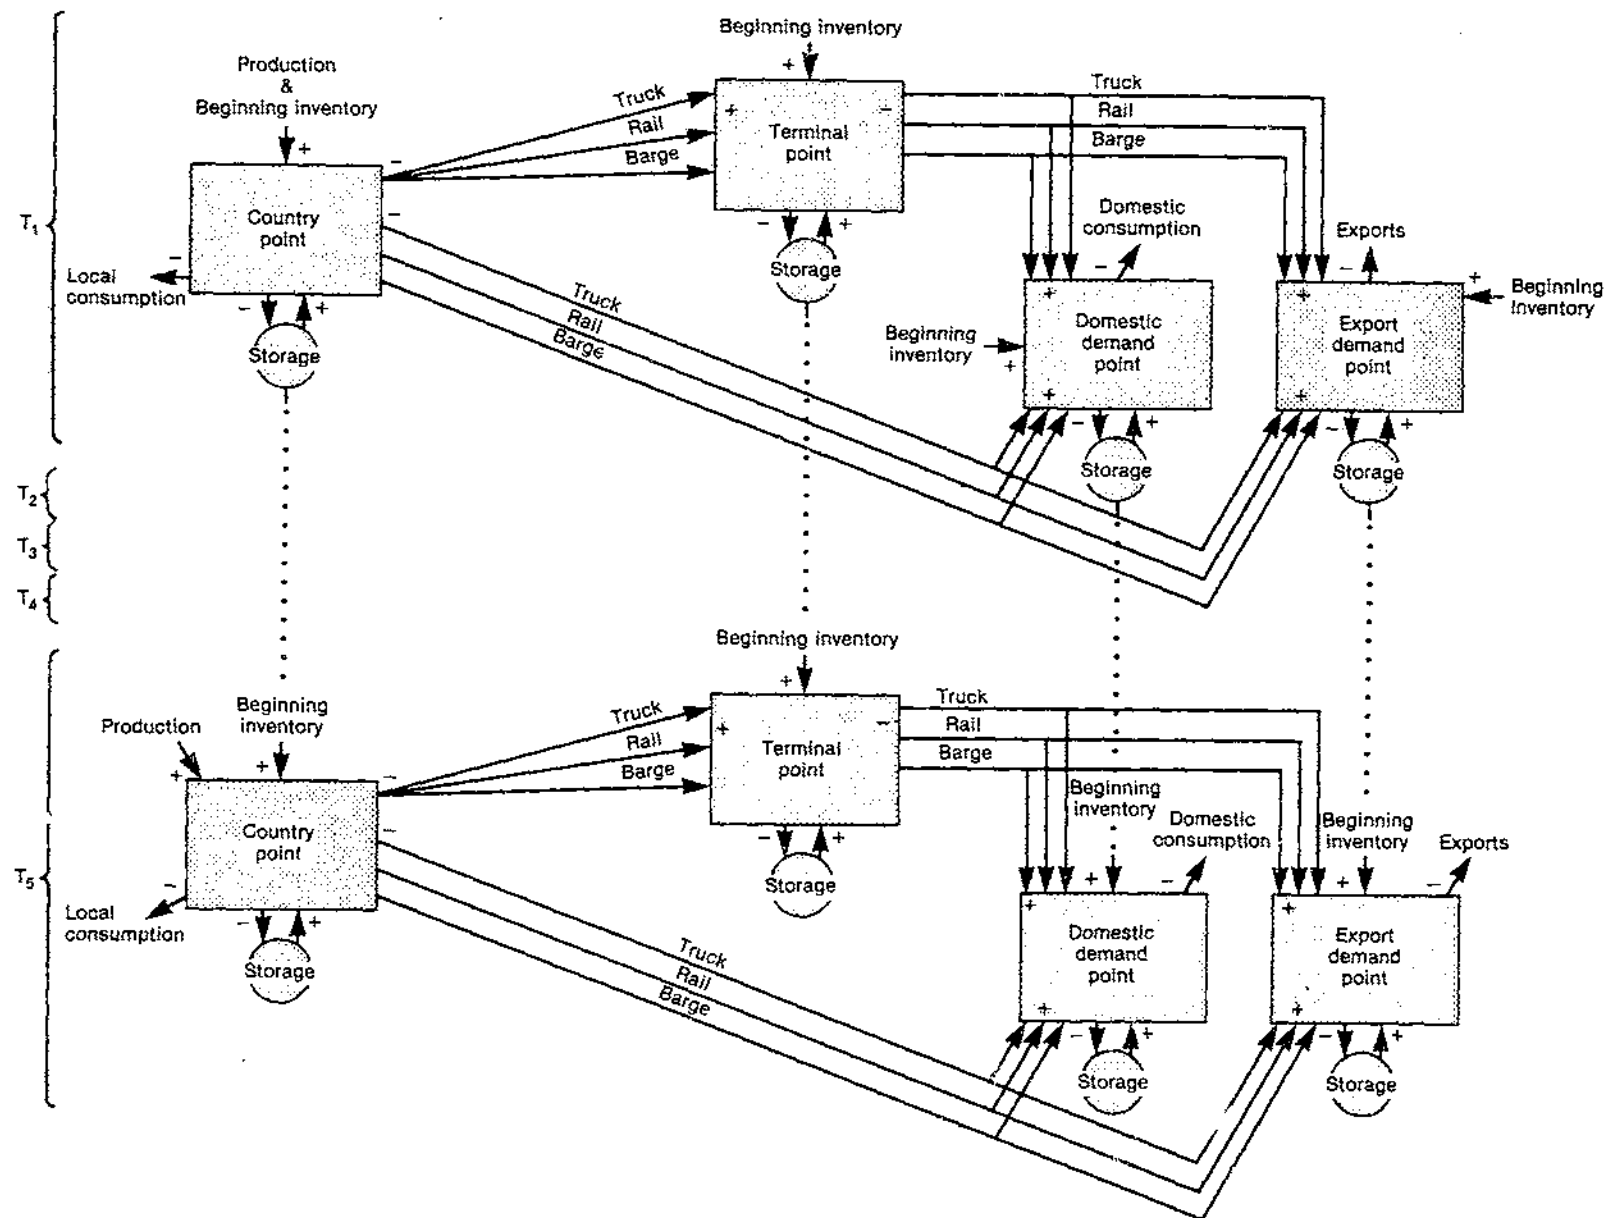 Beginning inventory
Production
&
Beginning inventory
+
+
Truck
Rail
Barge
+
Terminal
point
−
Truck
Rail
Barge
−
−
Country
point
T1
−
Local
consumption
−
+
Storage
−
+
Storage
Domestic
consumption
−
Exports
−
+
Beginning
inventory
Truck
Rail
Barge
Beginning
inventory
+
+
Domestic
demand
point
+
+
Export
demand
point
+
−
+
Storage
−
+
Storage
T2
T3
T4
Beginning inventory
+
Production
+
Beginning
inventory
+
−
−
Truck
Rail
Barge
+
Terminal
point
−
Truck
Rail
Barge
Country
point
T5
−
Local
consumption
−
+
Storage
−
+
Storage
Beginning
inventory
+
Domestic
consumption
−
Beginning
inventory
+
Exports
−
Truck
Rail
Barge
+
Domestic
demand
point
+
+
Export
demand
point
+
−
+
Storage
−
+
Storage